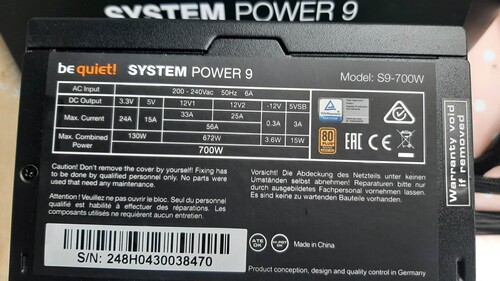 SYSTEM POWER 9
be quiet! SYSTEM POWER 9
Model: S9-700W
AC Input 200 - 240Vac 50Hz 6A
DC Output 3.3V 5V 12V1 12V2 -12V 5VSB
Max. Current 24A 15A 33A 25A 0.3A 3A
56A
Max. Combined Power 130W 672W 3.6W 15W
700W
80 PLUS
BRONZE
EAC CE
Warranty void
if removed
Caution! Don't remove the cover by yourself! Fixing has
to be done by qualified personnel only. No parts were
used that need any maintenance.
Vorsicht! Die Abdeckung des Netzteils unter keinen
Umständen selbst abnehmen. Reparaturen bitte nur
durch ausgebildetes Fachpersonal vornehmen lassen.
Es sind keine zu wartenden Bauteile vorhanden.
Attention ! Veuillez ne pas ouvrir le bloc. Seul du personnel
qualifié est habilité à effectuer des réparations. Les
composants utilisés ne requièrent aucun entretien.
S/N: 248H0430038470
ATE OK
Made in China
Product conception, design and quality control in Germany